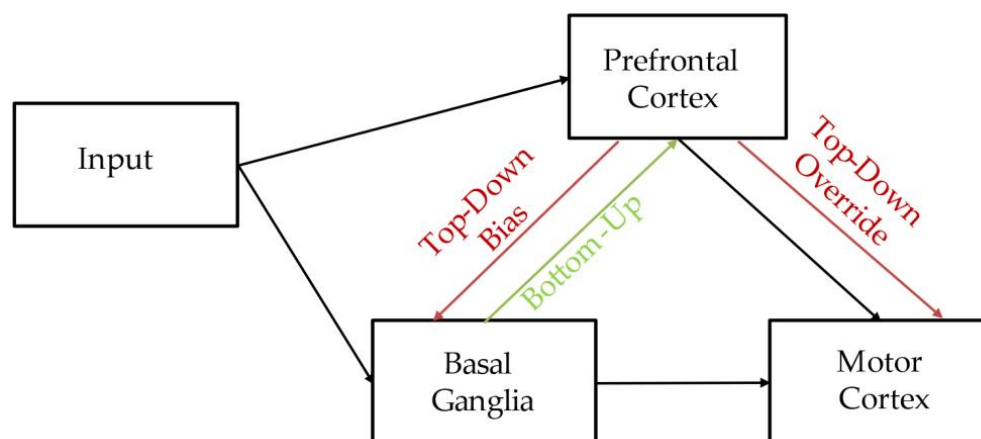 Prefrontal
Cortex
Input
Top-Down
Bias
Bottom-Up
Top-Down
Override
Basal
Ganglia
Motor
Cortex